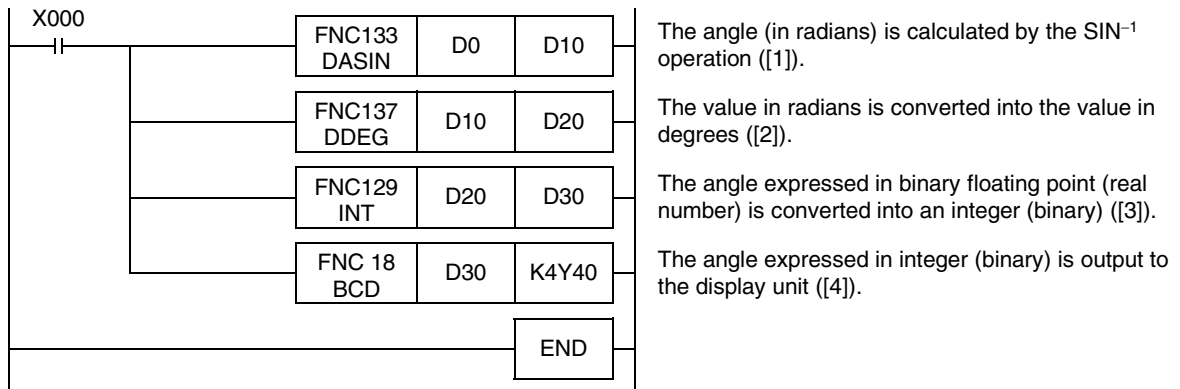 X000
FNC133
DASIN
D0
D10
The angle (in radians) is calculated by the SIN⁻¹
operation ([1]).
FNC137
DDEG
D10
D20
The value in radians is converted into the value in
degrees ([2]).
FNC129
INT
D20
D30
The angle expressed in binary floating point (real
number) is converted into an integer (binary) ([3]).
FNC 18
BCD
D30
K4Y40
The angle expressed in integer (binary) is output to
the display unit ([4]).
END